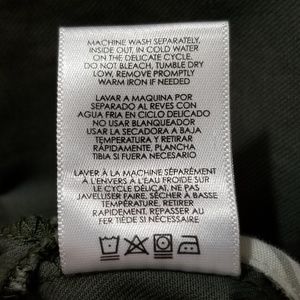 MACHINE WASH SEPARATELY,
INSIDE OUT, IN COLD WATER
ON THE DELICATE CYCLE.
DO NOT BLEACH, TUMBLE DRY
LOW, REMOVE PROMPTLY
WARM IRON IF NEEDED
LAVAR A MAQUINA POR
SEPARADO AL REVES CON
AGUA FRIA EN CICLO DELICADO
NO USAR BLANQUEADOR
USAR LA SECADORA A BAJA
TEMPERATURA Y RETIRAR
RÁPIDAMENTE, PLANCHA
TIBIA SI FUERA NECESARIO
LAVER À LA MACHINE SÉPARÉMENT
À L'ENVERS À L'EAU FROIDE SUR
LE CYCLE DÉLICAT. NE PAS
JAVELLISER FAIRE, SÉCHER À BASSE
TEMPÉRATURE, RETIRER
RAPIDEMENT. REPASSER AU FER
TIÈDE SI NÉCESSAIRE